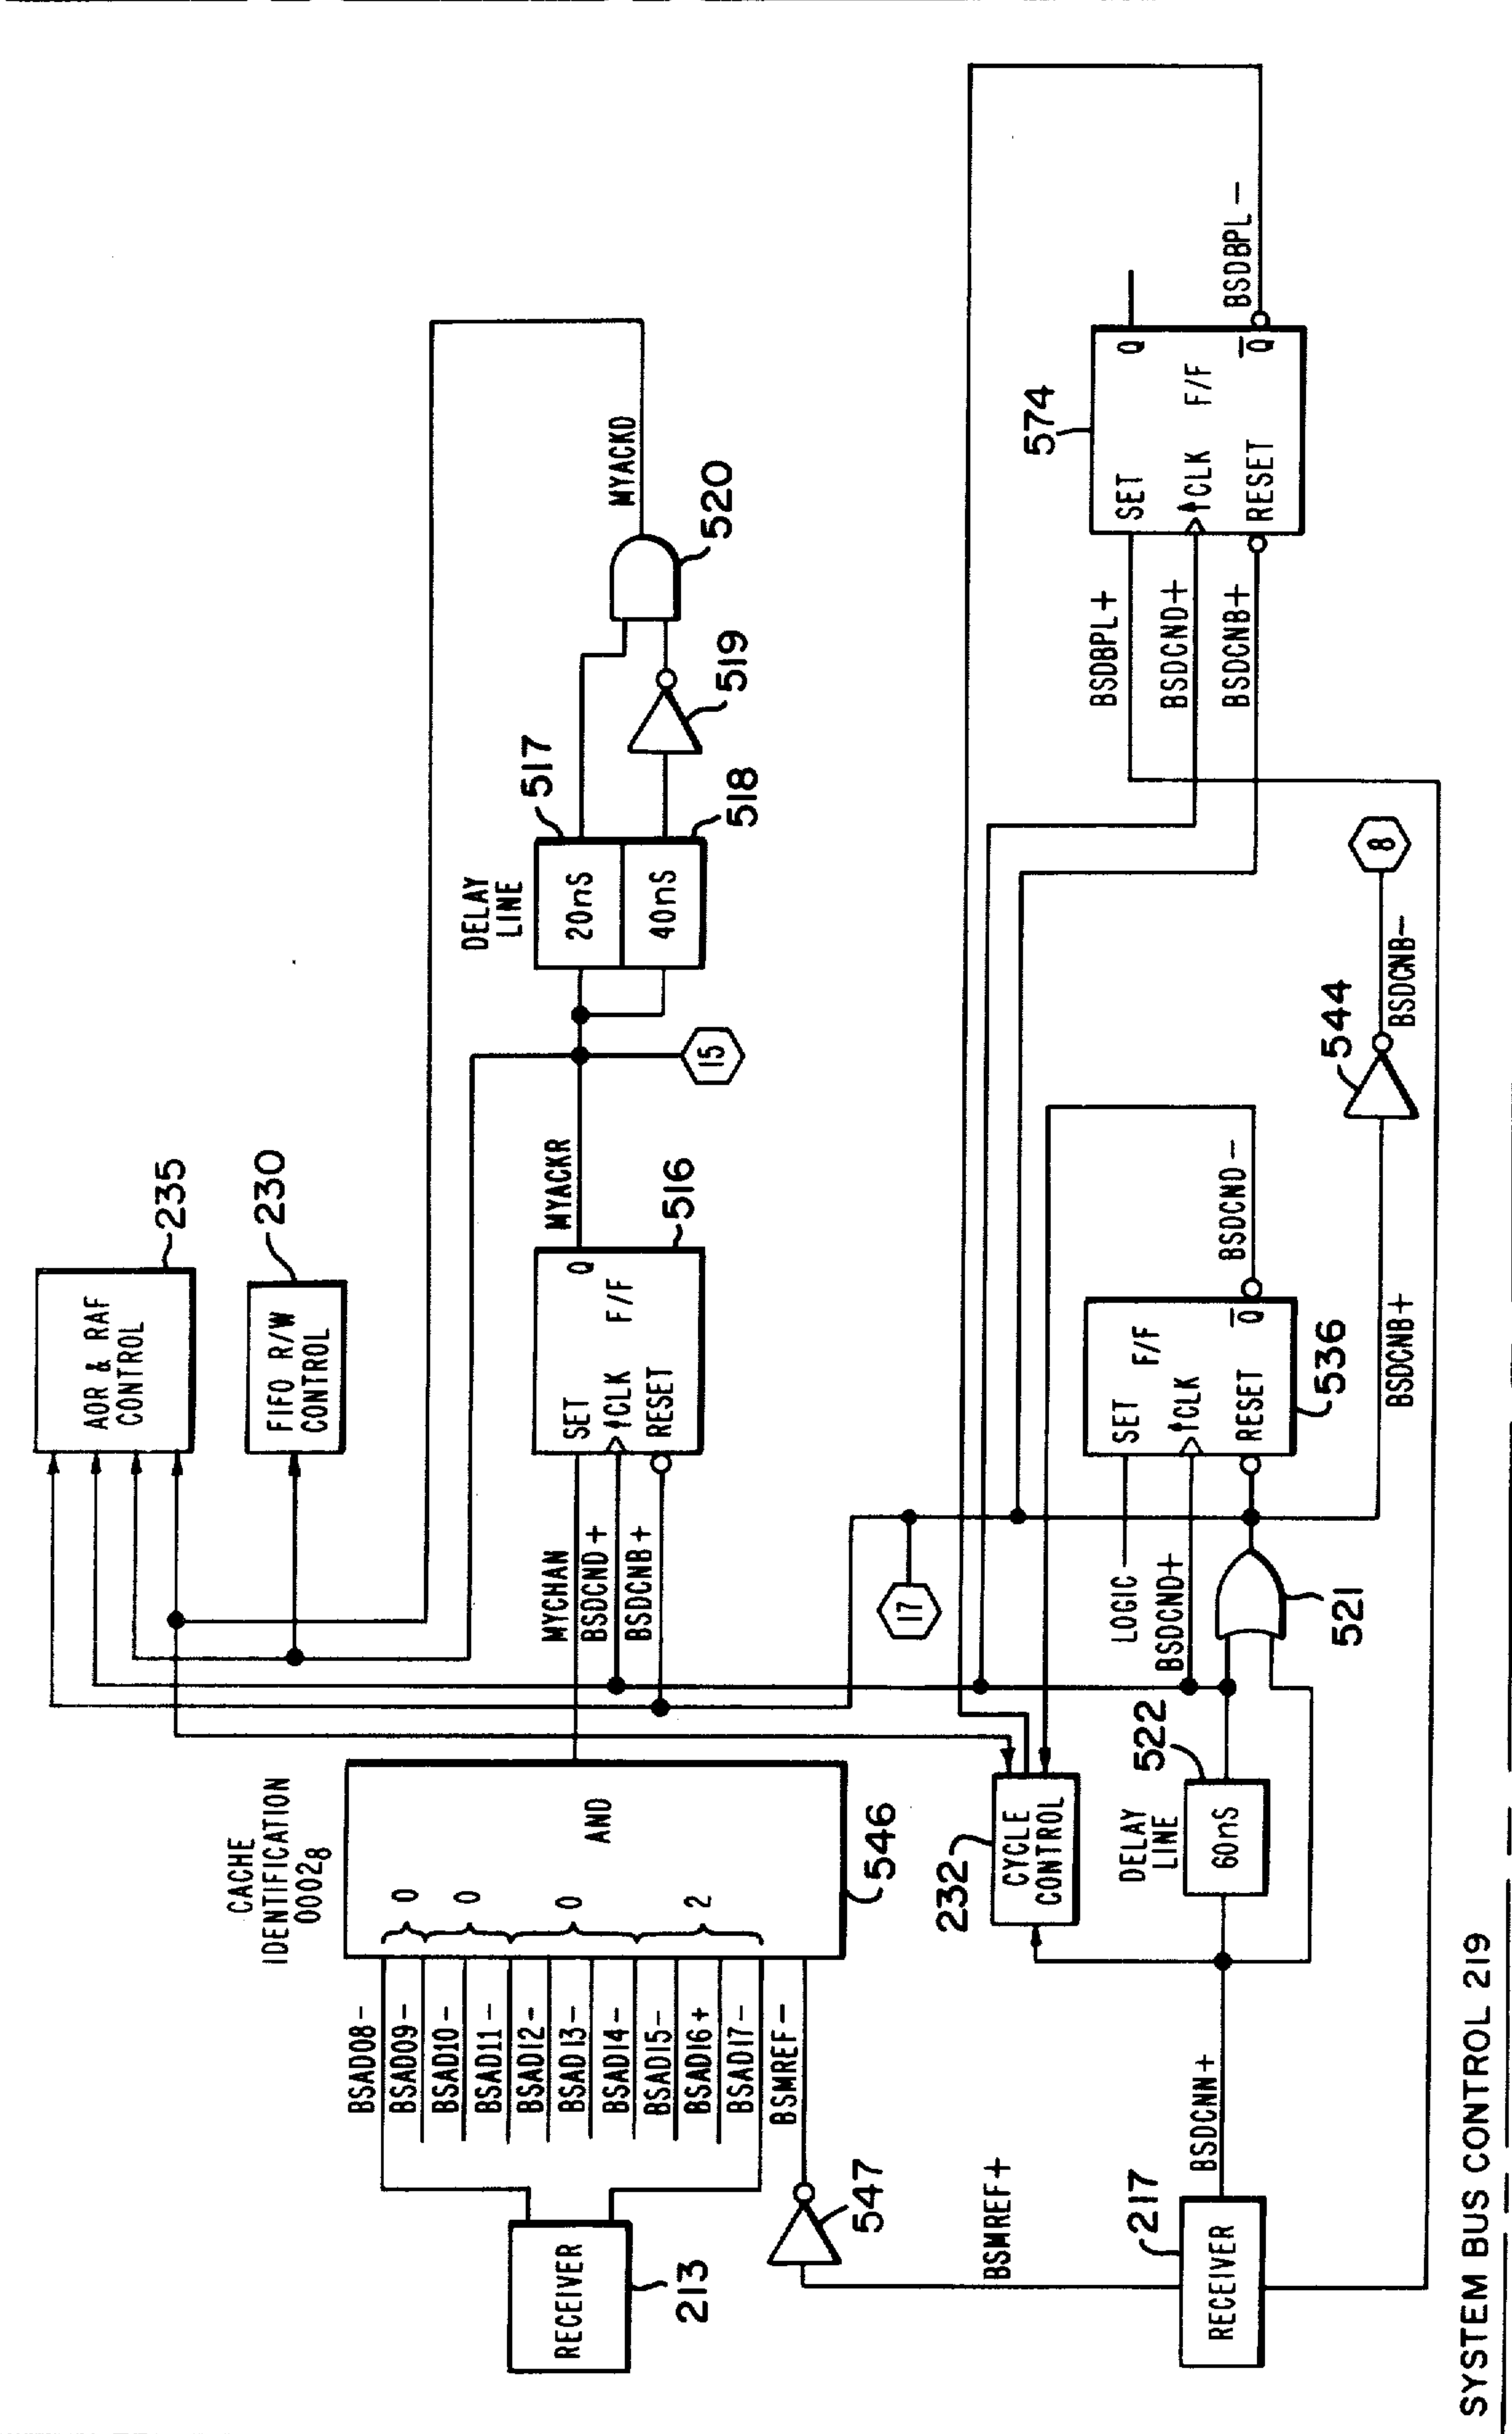 AOR & RAF
CONTROL
235
FIFO R/W
CONTROL
230
CACHE
IDENTIFICATION
0002₈
RECEIVER
213
BSAD08-
BSAD09-
BSAD10-
BSAD11-
BSAD12-
BSAD13-
BSAD14-
BSAD15-
BSAD16+
BSAD17-
BSMREF-
547
0
0
0
2
AND
546
MYCHAN
BSDCND+
BSDCNB+
SET
CLK
RESET
Q
F/F
516
MYACKR
15
DELAY
LINE
20nS
40nS
517
518
519
520
MYACKD
BSMREF+
RECEIVER
217
BSDCNN+
232
CYCLE
CONTROL
DELAY
LINE
522
60nS
521
17
LOGIC
BSDCND+
SET
CLK
RESET
F/F
Q̅
536
BSDCND-
BSDCNB+
544
BSDCNB-
8
BSDBPL+
BSDCND+
BSDCNB+
574
SET
CLK
RESET
F/F
Q
Q̅
BSDBPL-
SYSTEM BUS CONTROL 219